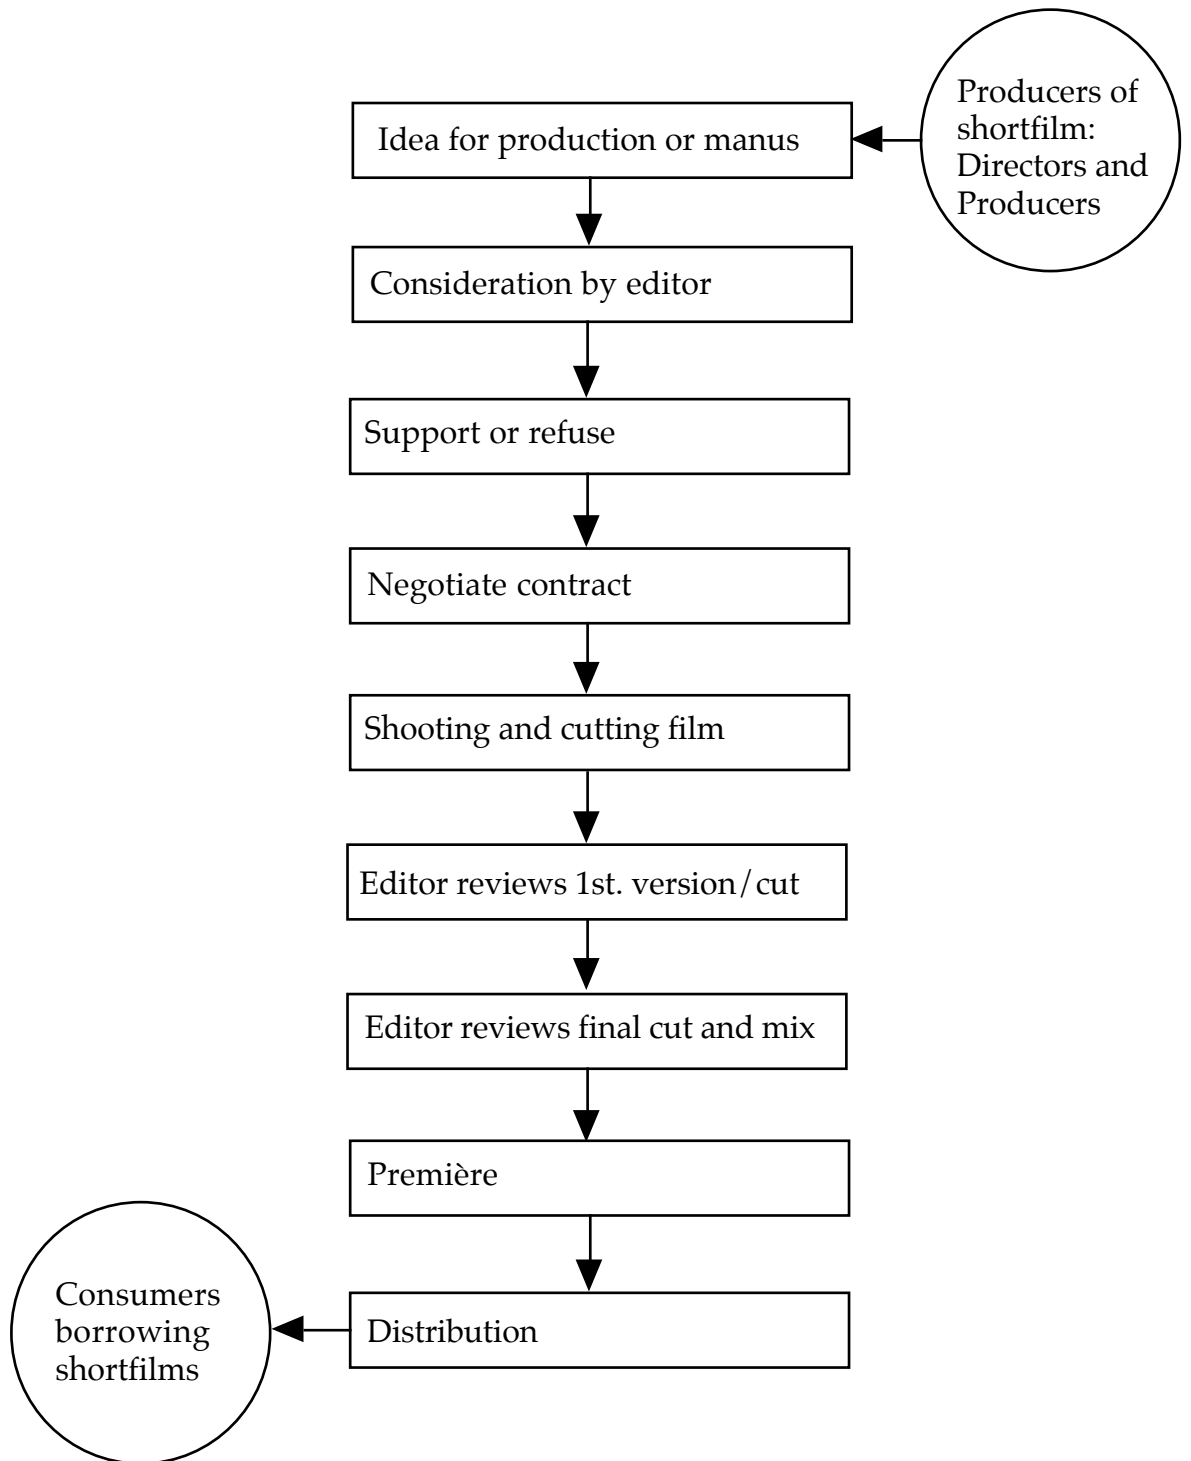 Producers of
shortfilm:
Directors and
Producers
Idea for production or manus
Consideration by editor
Support or refuse
Negotiate contract
Shooting and cutting film
Editor reviews 1st. version/cut
Editor reviews final cut and mix
Première
Distribution
Consumers
borrowing
shortfilms